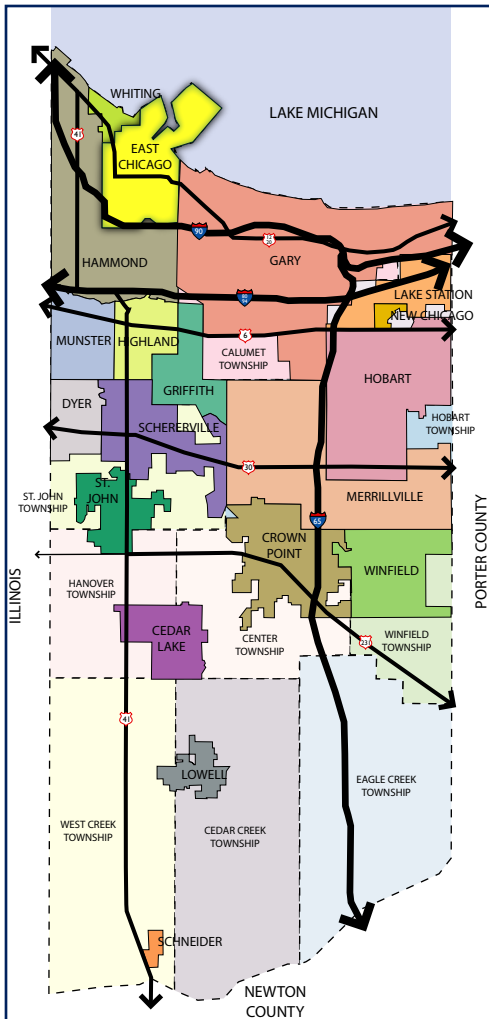 WHITING
LAKE MICHIGAN
41
EAST
CHICAGO
90
12
20
GARY
HAMMOND
80
94
LAKE STATION
NEW CHICAGO
MUNSTER
HIGHLAND
6
CALUMET
TOWNSHIP
HOBART
GRIFFITH
DYER
SCHERERVILLE
HOBART
TOWNSHIP
30
ST.
JOHN
MERRILLVILLE
ST. JOHN
TOWNSHIP
65
CROWN
POINT
WINFIELD
ILLINOIS
PORTER COUNTY
HANOVER
TOWNSHIP
CEDAR
LAKE
CENTER
TOWNSHIP
231
WINFIELD
TOWNSHIP
41
LOWELL
EAGLE CREEK
TOWNSHIP
WEST CREEK
TOWNSHIP
CEDAR CREEK
TOWNSHIP
SCHNEIDER
NEWTON
COUNTY